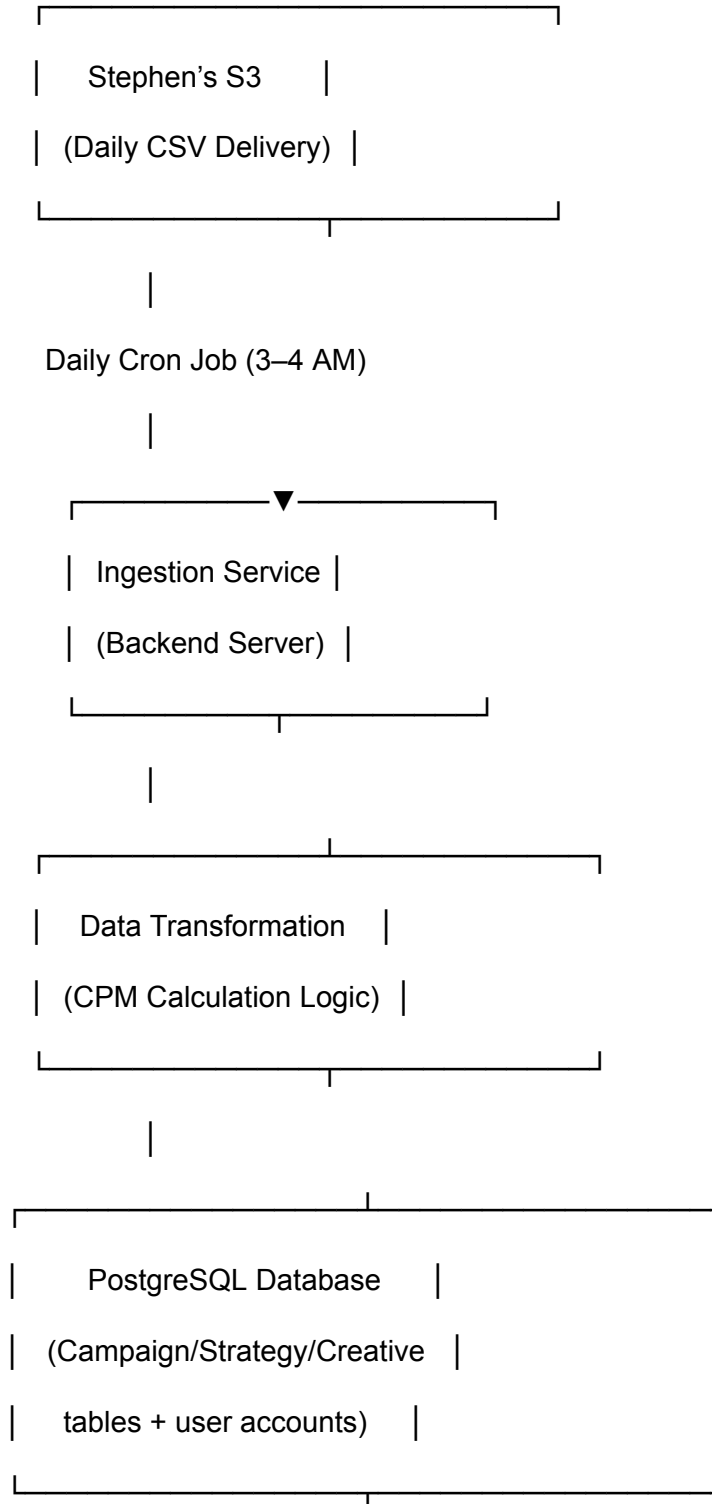 Stephen’s S3
(Daily CSV Delivery)
Daily Cron Job (3–4 AM)
Ingestion Service
(Backend Server)
Data Transformation
(CPM Calculation Logic)
PostgreSQL Database
(Campaign/Strategy/Creative
tables + user accounts)